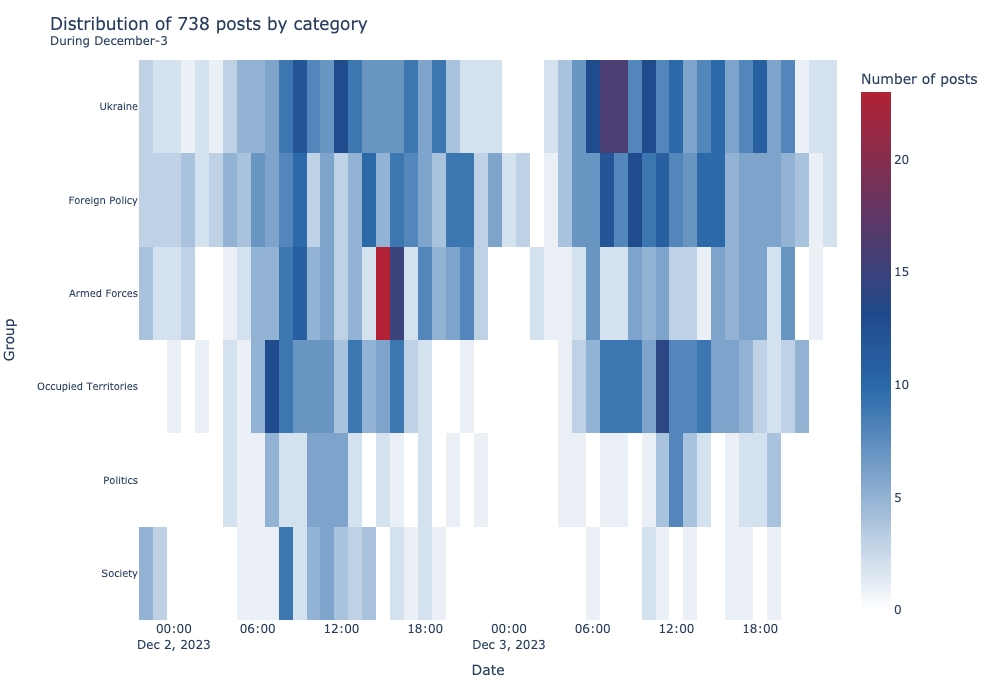 Distribution of 738 posts by category
During December-3
Number of posts
Ukraine
Foreign Policy
Armed Forces
Occupied Territories
Politics
Society
Group
20
15
10
5
0
00:00 06:00 12:00 18:00 00:00 06:00 12:00 18:00
Dec 2, 2023 Dec 3, 2023
Date